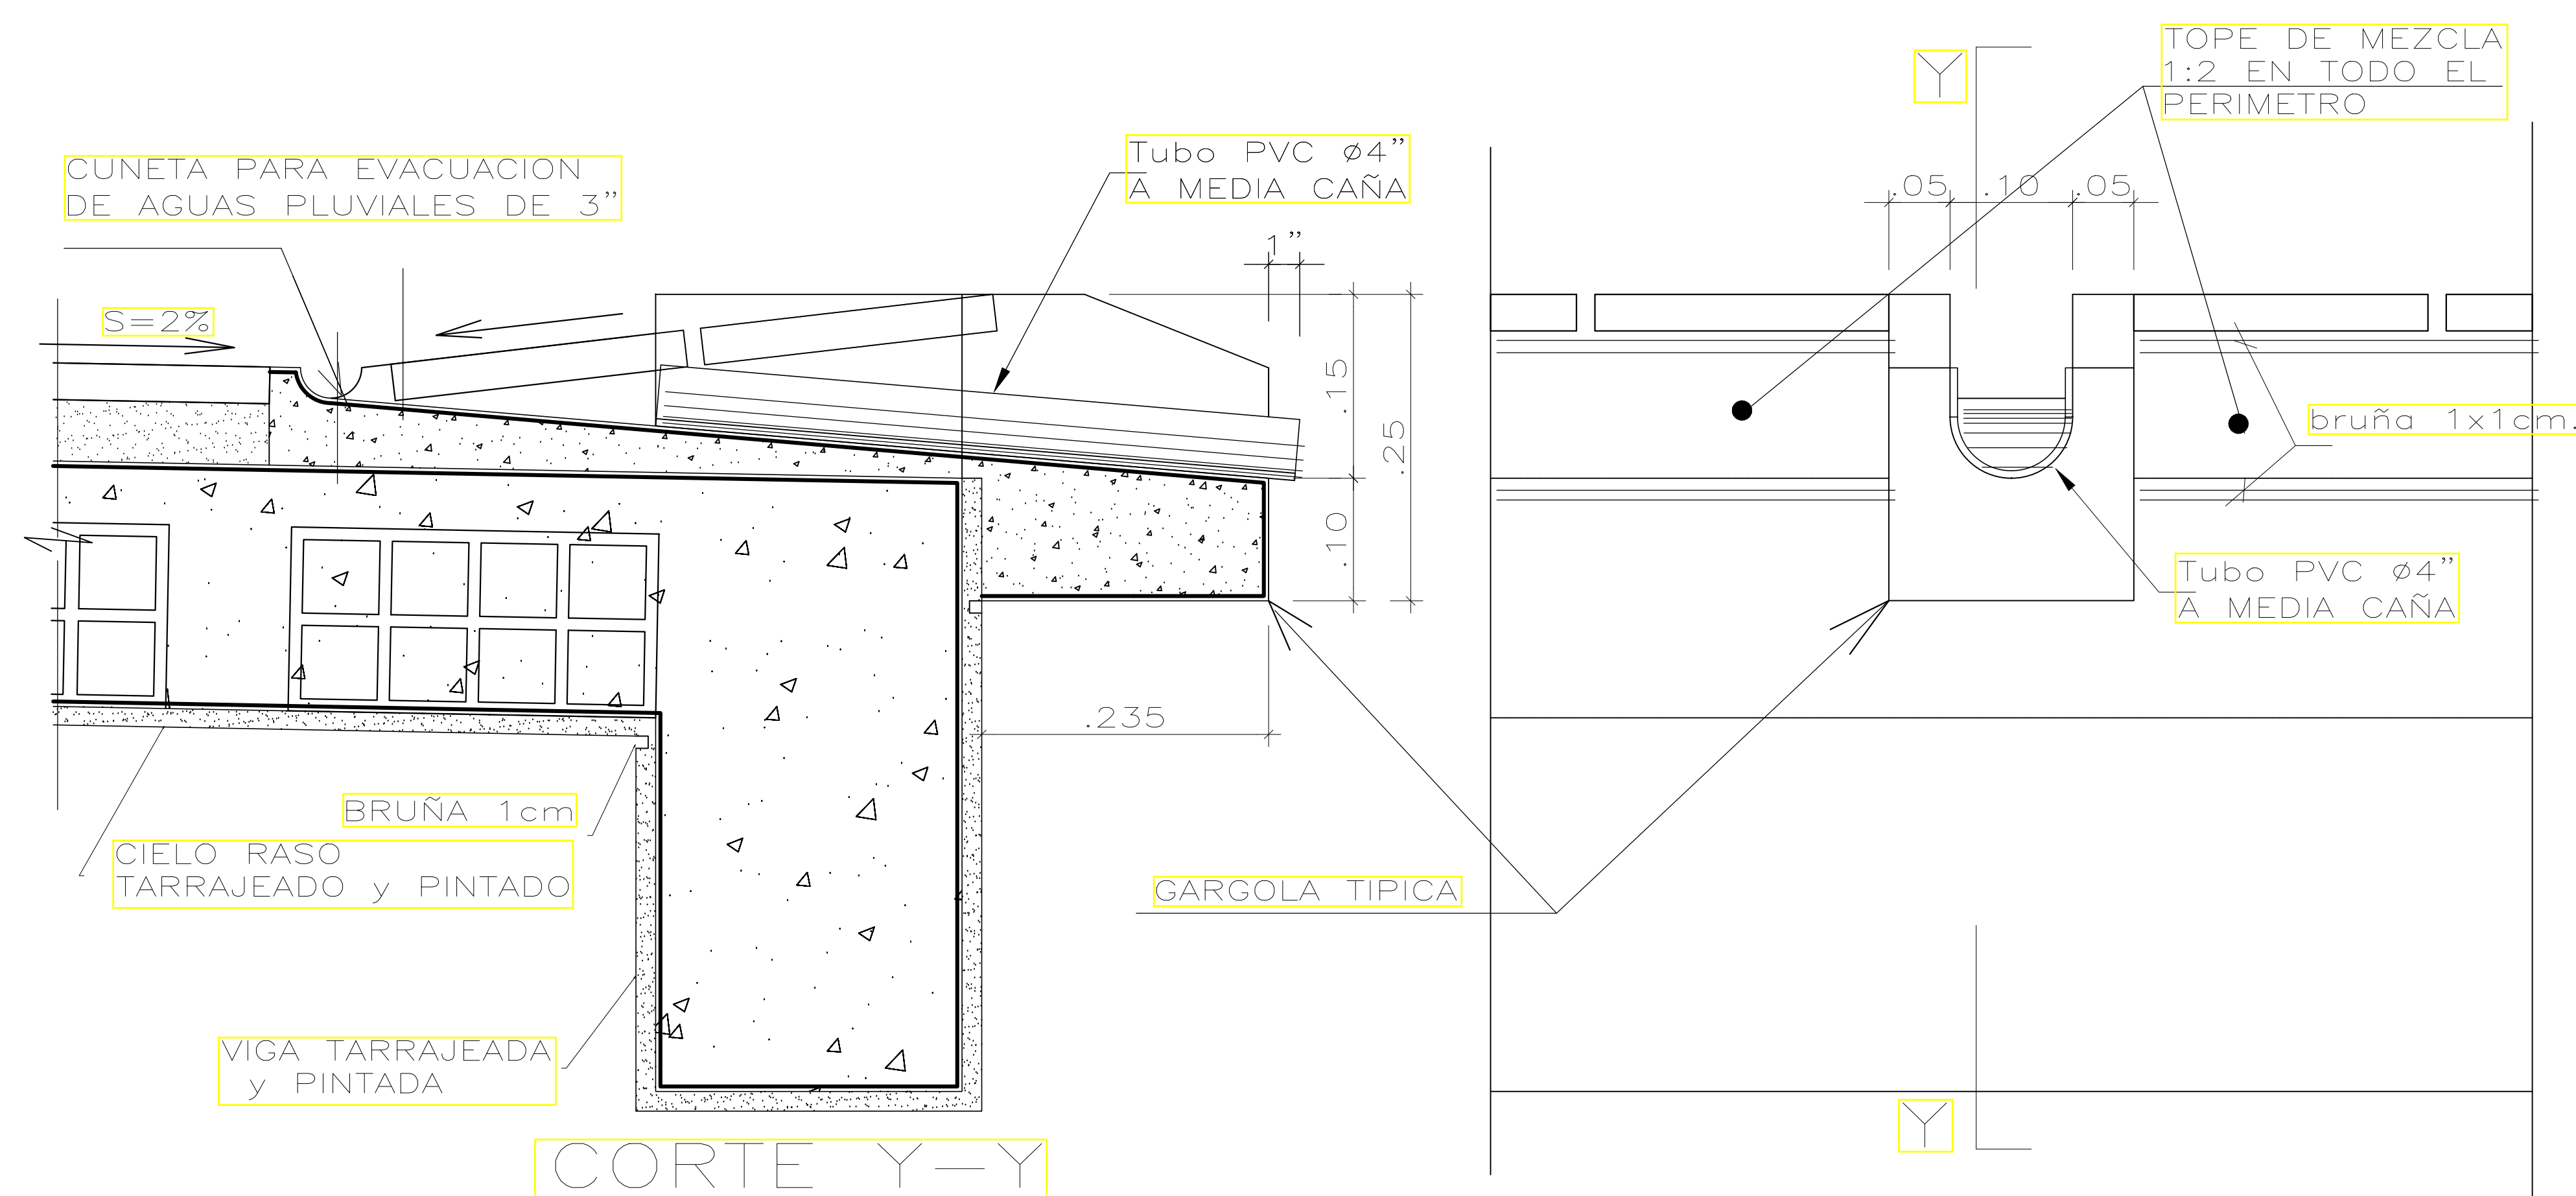 CUNETA PARA EVACUACION
DE AGUAS PLUVIALES DE 3"
S=2%
Tubo PVC ø4"
A MEDIA CAÑA
1"
.15
.25
.10
.235
BRUÑA 1cm
CIELO RASO
TARRAJEADO y PINTADO
VIGA TARRAJEADA
y PINTADA
CORTE Y-Y
GARGOLA TIPICA
Y
TOPE DE MEZCLA
1:2 EN TODO EL
PERIMETRO
.05
.10
.05
bruña 1x1cm.
Tubo PVC ø4"
A MEDIA CAÑA
Y